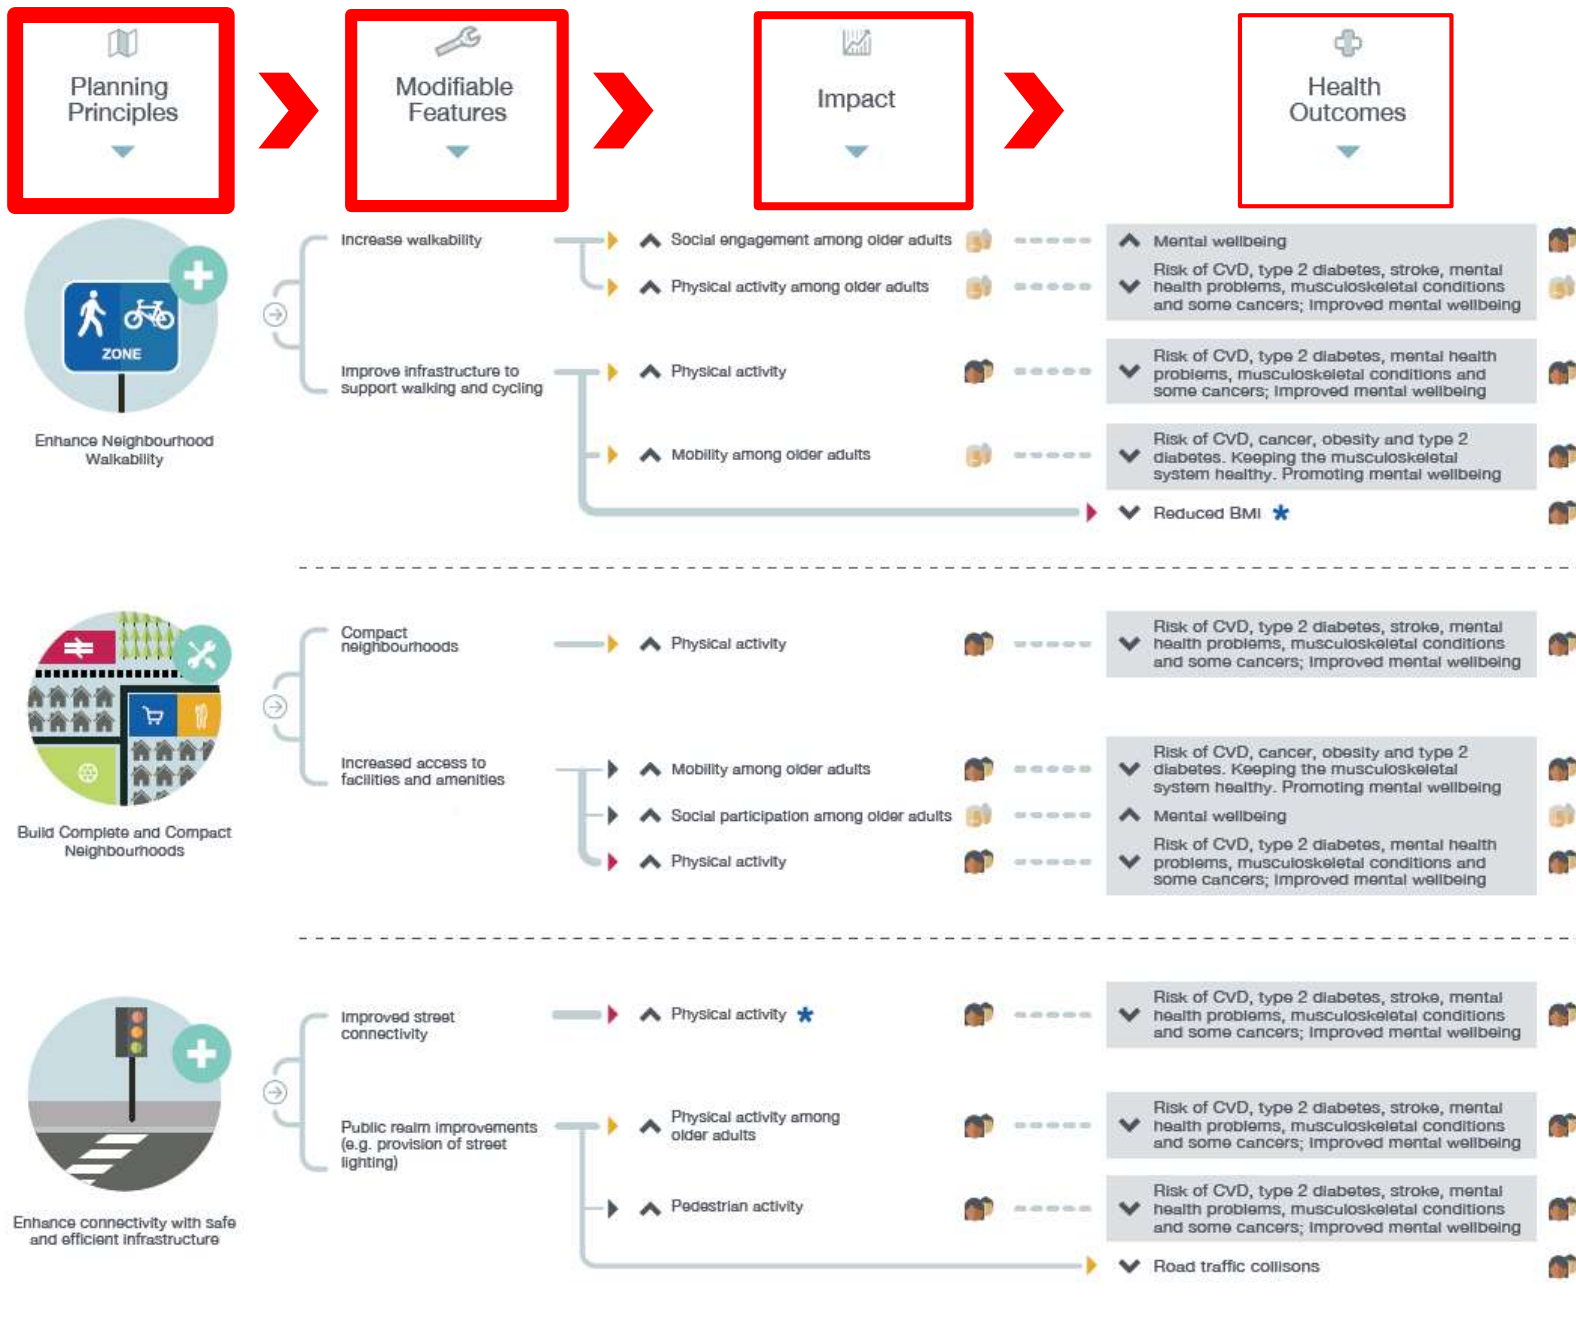 Planning
Principles
Modifiable
Features
Impact
Health
Outcomes
ZONE
Enhance Neighbourhood
Walkability
Increase walkability
Social engagement among older adults
Mental wellbeing
Physical activity among older adults
Risk of CVD, type 2 diabetes, stroke, mental
health problems, musculoskeletal conditions
and some cancers; Improved mental wellbeing
Improve infrastructure to
support walking and cycling
Physical activity
Risk of CVD, type 2 diabetes, mental health
problems, musculoskeletal conditions and
some cancers; Improved mental wellbeing
Mobility among older adults
Risk of CVD, cancer, obesity and type 2
diabetes. Keeping the musculoskeletal
system healthy. Promoting mental wellbeing
Reduced BMI *
Build Complete and Compact
Neighbourhoods
Compact
neighbourhoods
Physical activity
Risk of CVD, type 2 diabetes, stroke, mental
health problems, musculoskeletal conditions
and some cancers; Improved mental wellbeing
Increased access to
facilities and amenities
Mobility among older adults
Risk of CVD, cancer, obesity and type 2
diabetes. Keeping the musculoskeletal
system healthy. Promoting mental wellbeing
Social participation among older adults
Mental wellbeing
Physical activity
Risk of CVD, type 2 diabetes, mental health
problems, musculoskeletal conditions and
some cancers; Improved mental wellbeing
Enhance connectivity with safe
and efficient infrastructure
Improved street
connectivity
Physical activity *
Risk of CVD, type 2 diabetes, stroke, mental
health problems, musculoskeletal conditions
and some cancers; Improved mental wellbeing
Public realm improvements
(e.g. provision of street
lighting)
Physical activity among
older adults
Risk of CVD, type 2 diabetes, stroke, mental
health problems, musculoskeletal conditions
and some cancers; Improved mental wellbeing
Pedestrian activity
Risk of CVD, type 2 diabetes, stroke, mental
health problems, musculoskeletal conditions
and some cancers; Improved mental wellbeing
Road traffic collisons